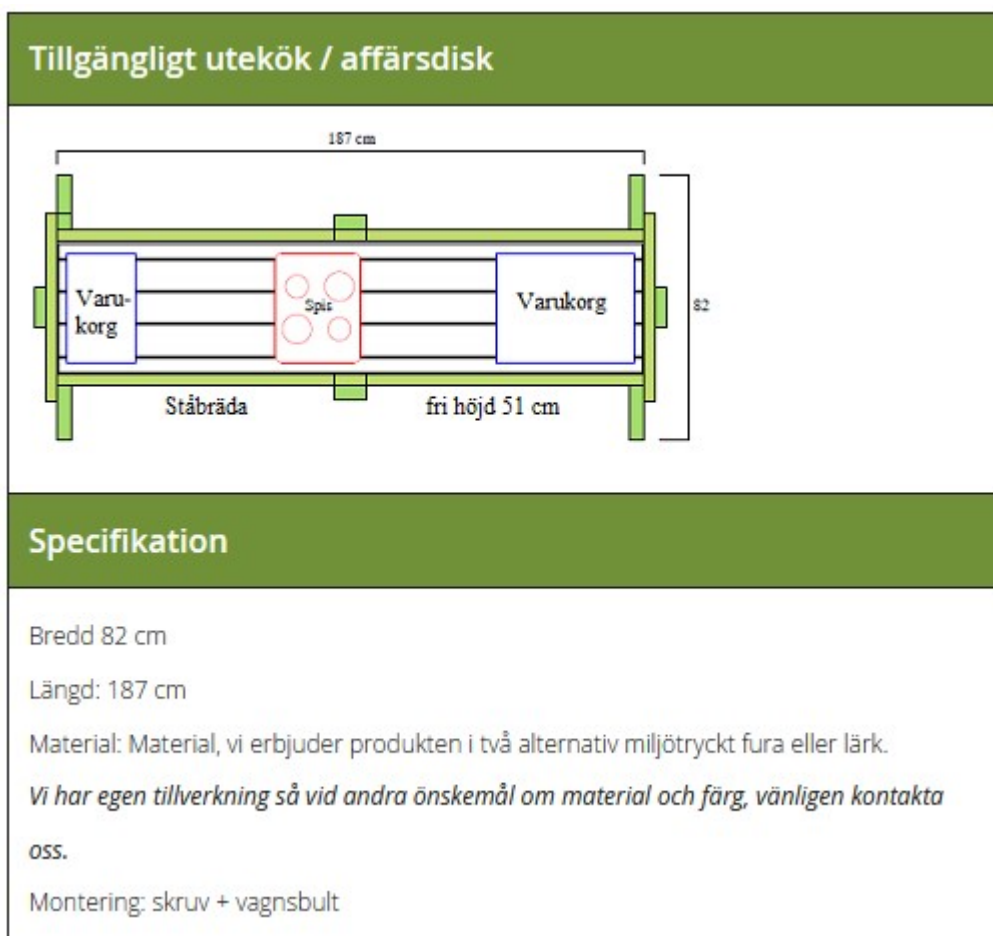 Tillgängligt utekök / affärsdisk
187 cm
Varu-
korg
Spis
Varukorg
82
Ståbräda
fri höjd 51 cm
Specifikation
Bredd 82 cm
Längd: 187 cm
Material: Material, vi erbjuder produkten i två alternativ miljötryckt fura eller lärk.
Vi har egen tillverkning så vid andra önskemål om material och färg, vänligen kontakta
oss.
Montering: skruv + vagnsbult